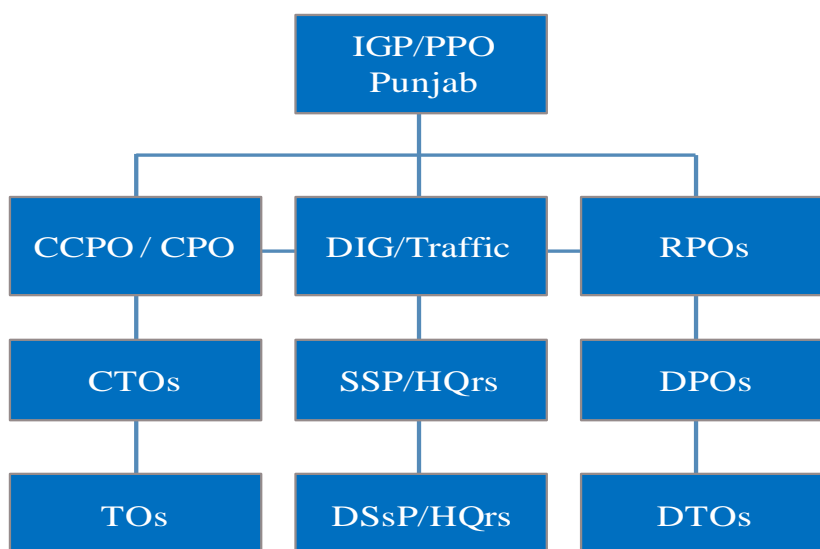 IGP/PPO
Punjab
CCPO / CPO
DIG/Traffic
RPOs
CTOs
SSP/HQrs
DPOs
TOs
DSsP/HQrs
DTOs